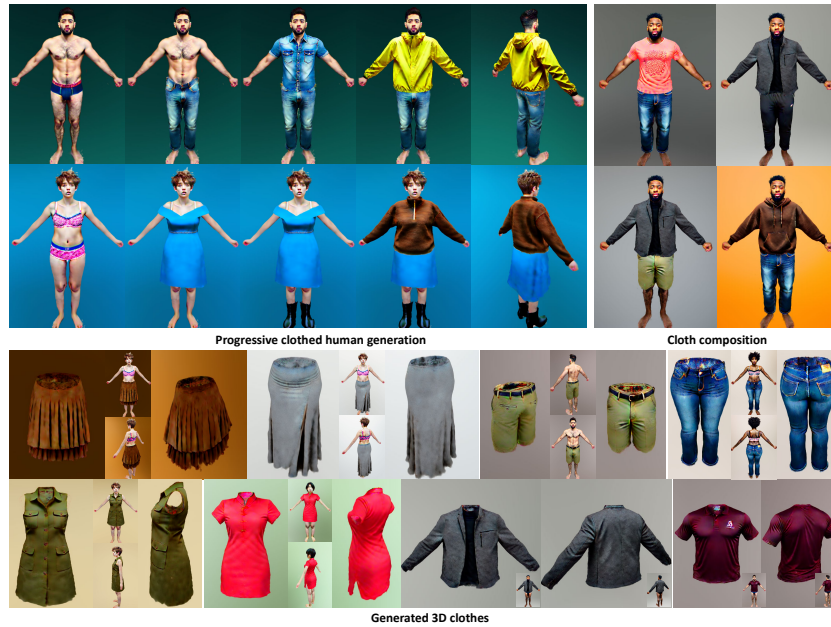 Progressive clothed human generation
Cloth composition
Generated 3D clothes